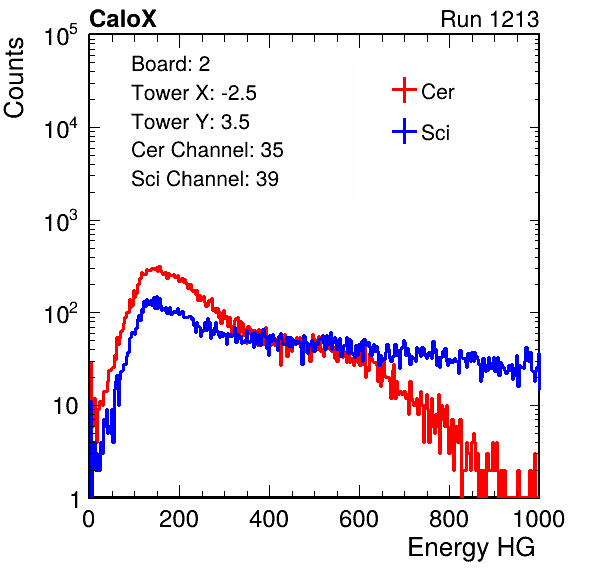 CaloX Run 1213
Counts
10^5
10^4
10^3
10^2
10
1
Board: 2
Tower X: -2.5
Tower Y: 3.5
Cer Channel: 35
Sci Channel: 39
Cer
Sci
0 200 400 600 800 1000
Energy HG